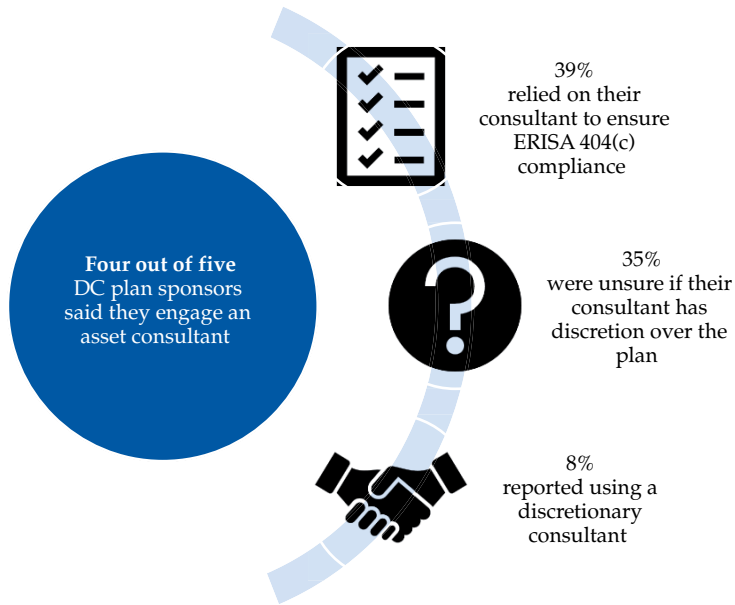 Four out of five
DC plan sponsors
said they engage an
asset consultant
39%
relied on their
consultant to ensure
ERISA 404(c)
compliance
35%
were unsure if their
consultant has
discretion over the
plan
8%
reported using a
discretionary
consultant